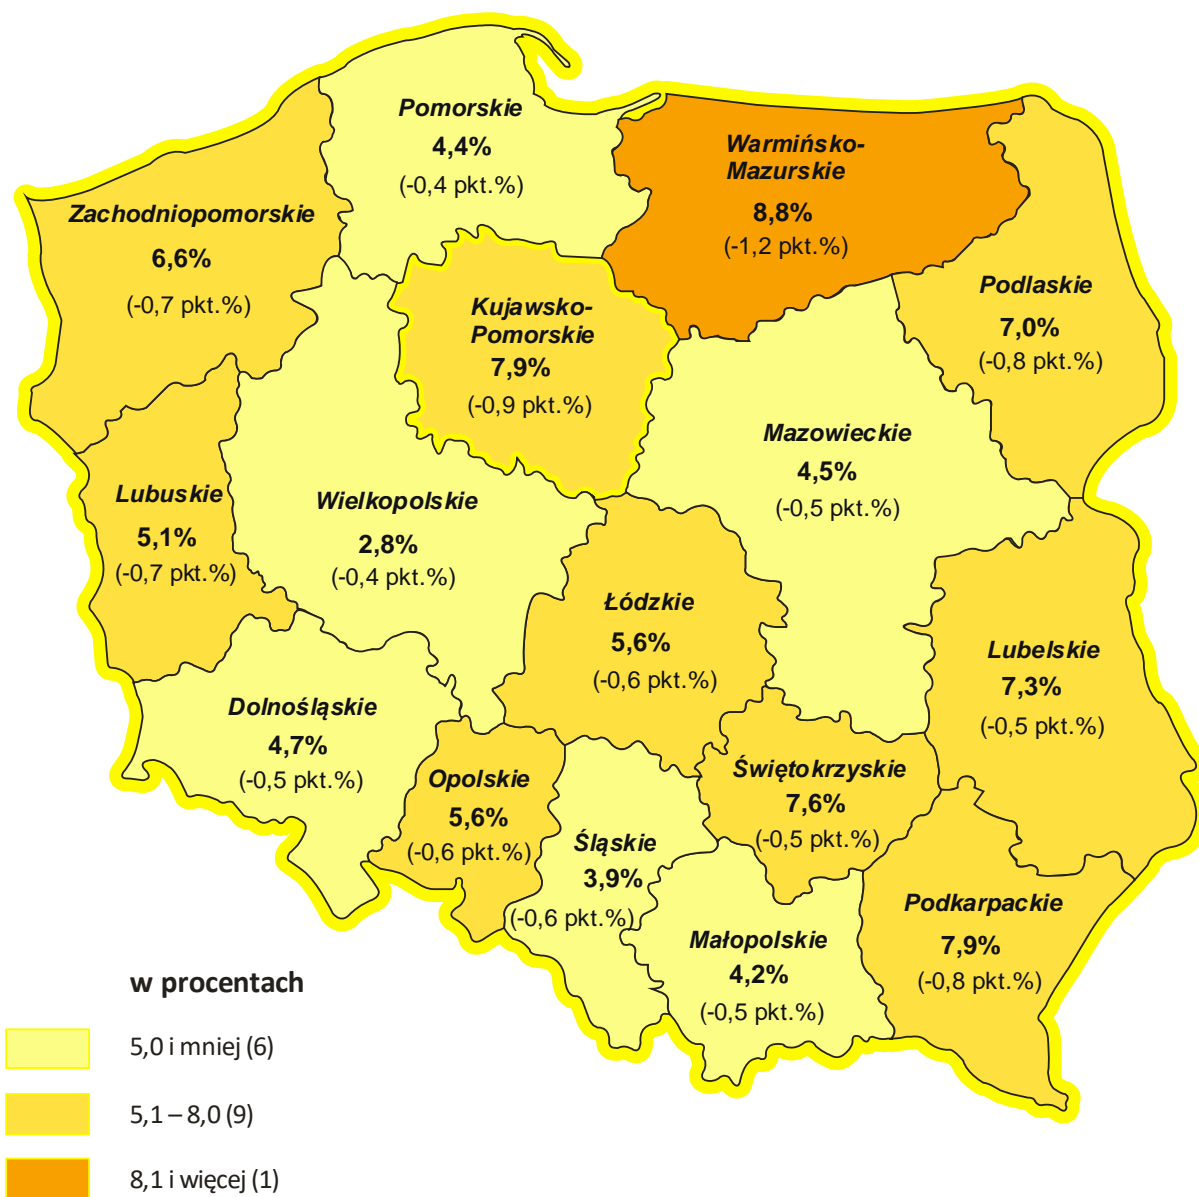 Pomorskie
4,4%
(-0,4 pkt.%)
Warmińsko-
Mazurskie
8,8%
(-1,2 pkt.%)
Zachodniopomorskie
6,6%
(-0,7 pkt.%)
Kujawsko-
Pomorskie
7,9%
(-0,9 pkt.%)
Podlaskie
7,0%
(-0,8 pkt.%)
Mazowieckie
4,5%
(-0,5 pkt.%)
Lubuskie
5,1%
(-0,7 pkt.%)
Wielkopolskie
2,8%
(-0,4 pkt.%)
Łódzkie
5,6%
(-0,6 pkt.%)
Lubelskie
7,3%
(-0,5 pkt.%)
Dolnośląskie
4,7%
(-0,5 pkt.%)
Opolskie
5,6%
(-0,6 pkt.%)
Świętokrzyskie
7,6%
(-0,5 pkt.%)
Śląskie
3,9%
(-0,6 pkt.%)
Małopolskie
4,2%
(-0,5 pkt.%)
Podkarpackie
7,9%
(-0,8 pkt.%)
w procentach
5,0 i mniej (6)
5,1 – 8,0 (9)
8,1 i więcej (1)